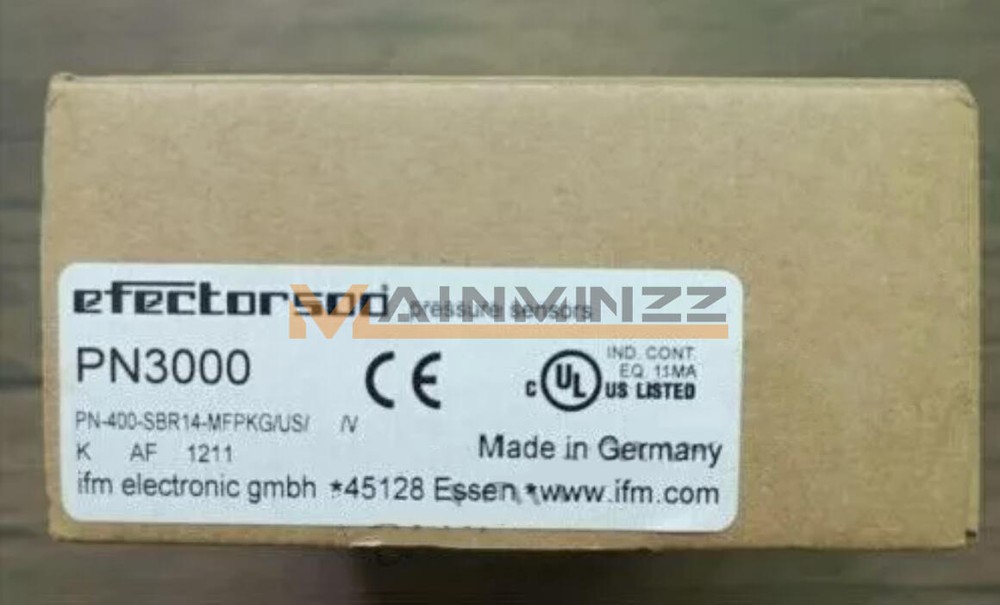 efector500 pressure sensors
MAINVINZZ
PN3000
CE
IND. CONT.
EQ. 11MA
c UL US LISTED
PN-400-SBR14-MFPKG/US/ /V
K AF 1211
Made in Germany
ifm electronic gmbh *45128 Essen *www.ifm.com